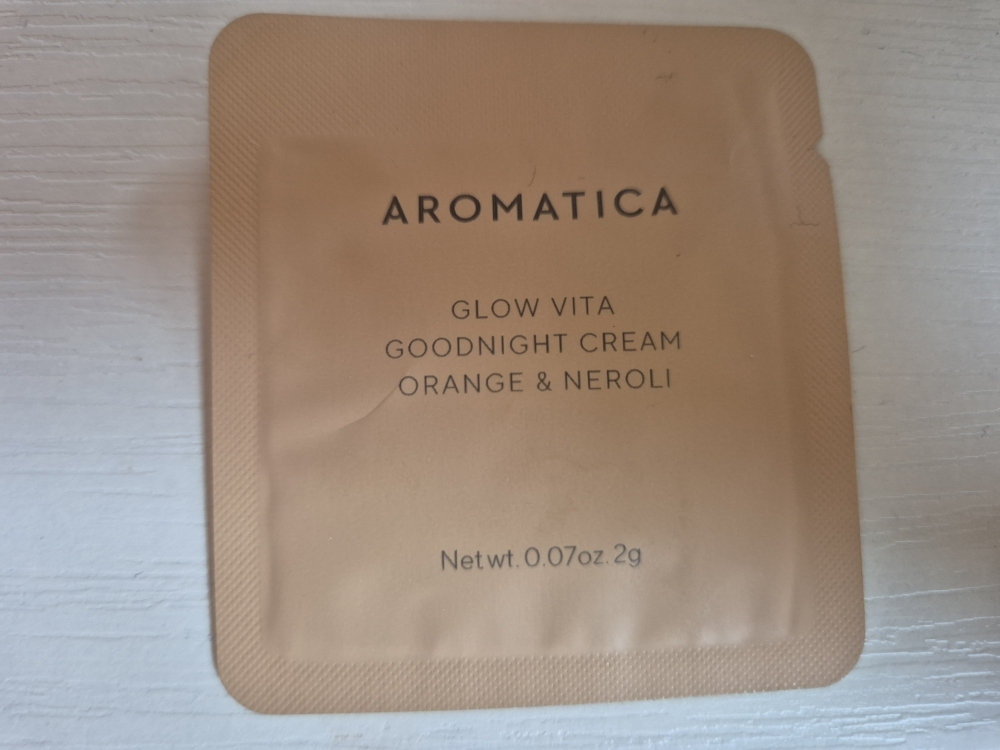 AROMATICA
GLOW VITA
GOODNIGHT CREAM
ORANGE & NEROLI
Net wt. 0.07oz. 2g